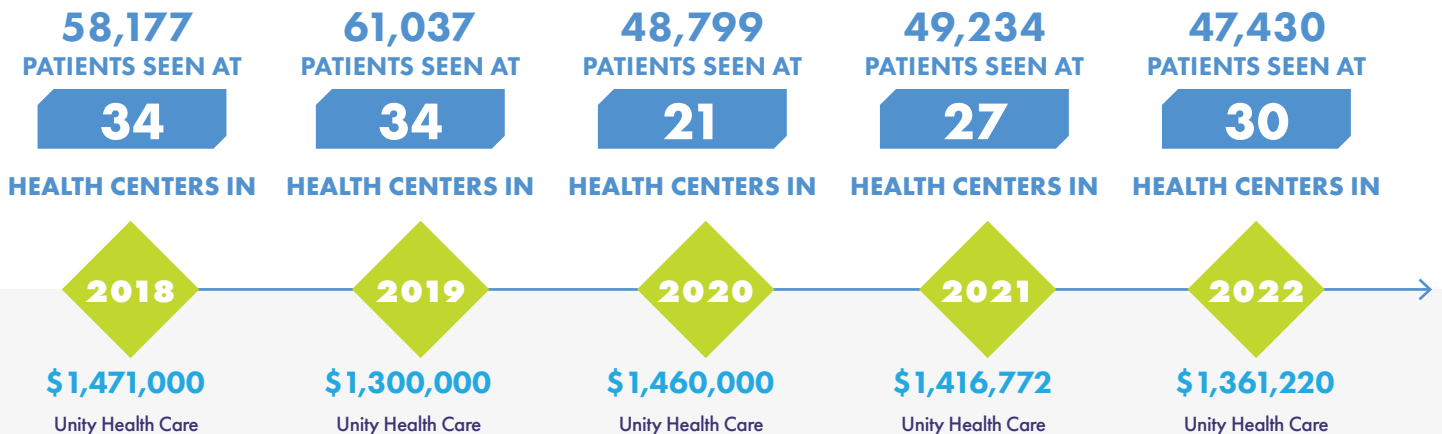 58,177
PATIENTS SEEN AT
34
HEALTH CENTERS IN
2018
$1,471,000
Unity Health Care
61,037
PATIENTS SEEN AT
34
HEALTH CENTERS IN
2019
$1,300,000
Unity Health Care
48,799
PATIENTS SEEN AT
21
HEALTH CENTERS IN
2020
$1,460,000
Unity Health Care
49,234
PATIENTS SEEN AT
27
HEALTH CENTERS IN
2021
$1,416,772
Unity Health Care
47,430
PATIENTS SEEN AT
30
HEALTH CENTERS IN
2022
$1,361,220
Unity Health Care